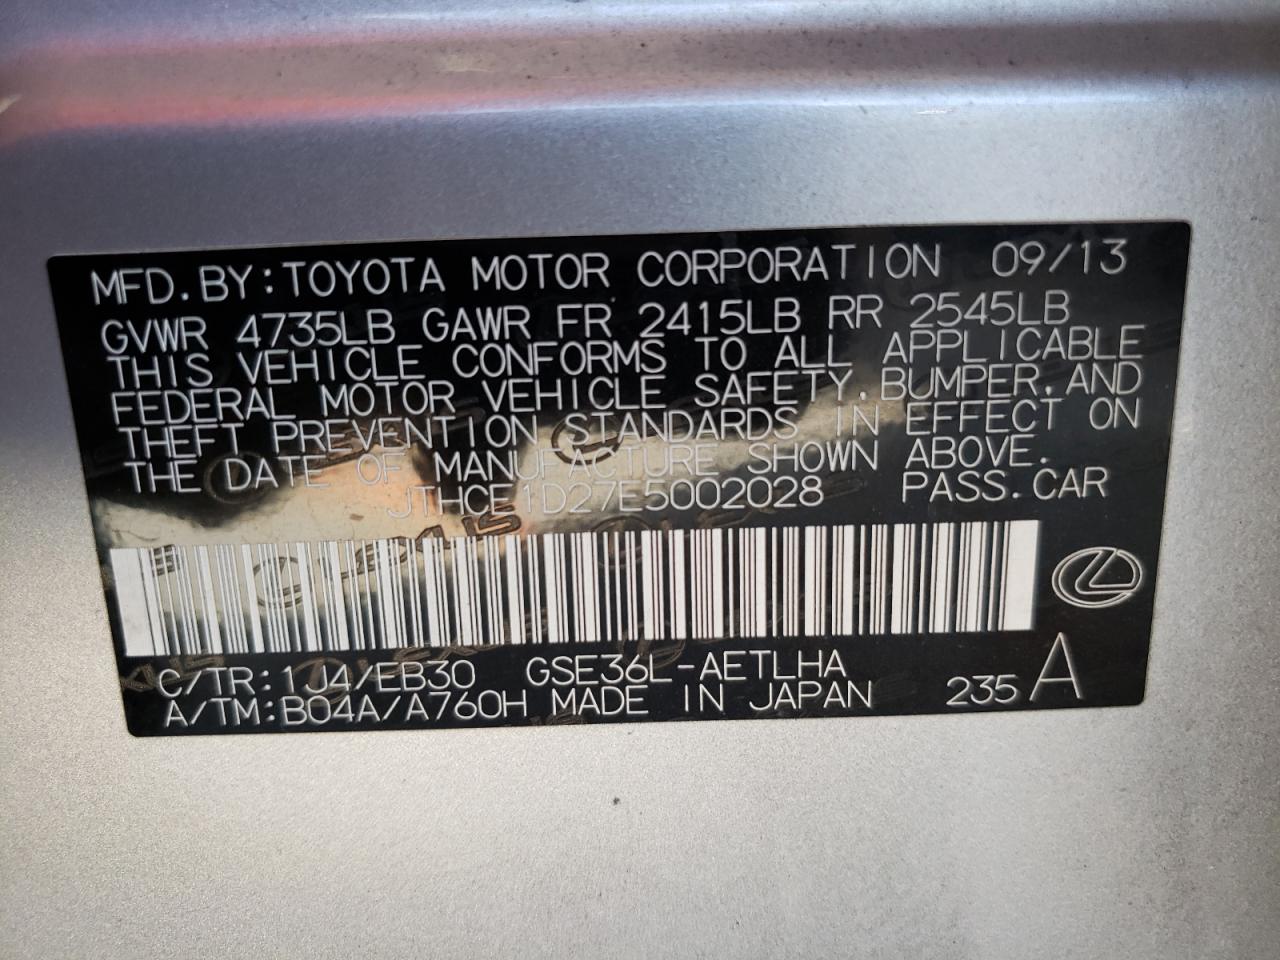 MFD.BY:TOYOTA MOTOR CORPORATION 09/13
GVWR 4735LB GAWR FR 2415LB RR 2545LB
THIS VEHICLE CONFORMS TO ALL APPLICABLE
FEDERAL MOTOR VEHICLE SAFETY.BUMPER.AND
THEFT PREVENTION STANDARDS IN EFFECT ON
THE DATE OF MANUFACTURE SHOWN ABOVE.
JTHCE1D27E5002028 PASS.CAR
C/TR:1J4/EB30 GSE36L-AETLHA
A/TM:B04A/A760H MADE IN JAPAN 235 A